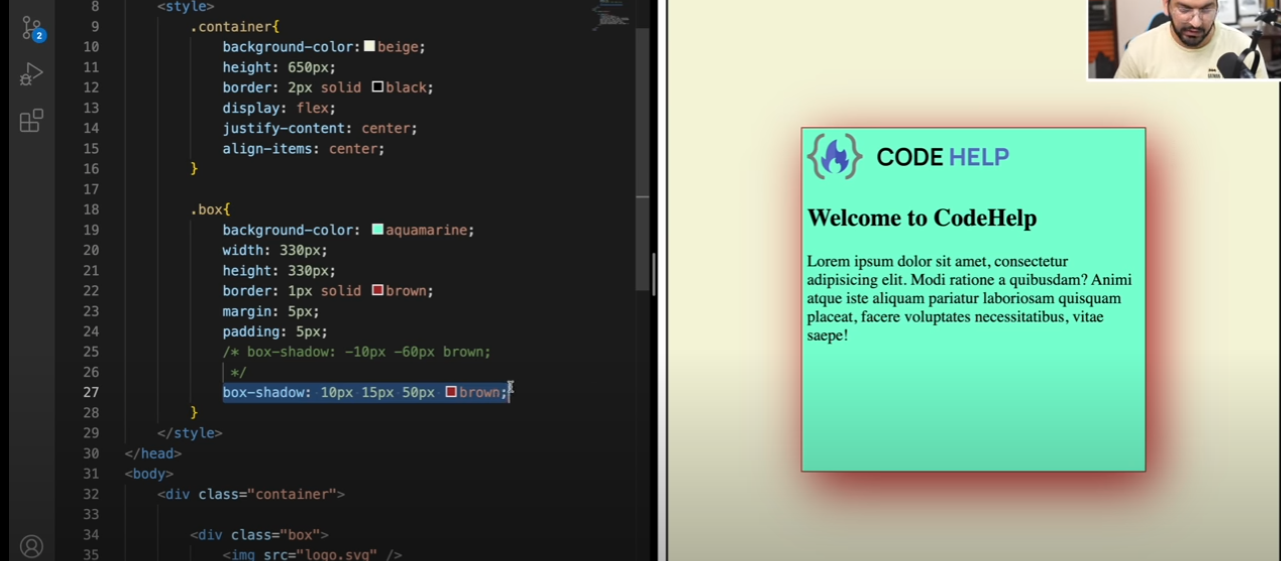 8 <style>
9 .container{
10 background-color: beige;
11 height: 650px;
12 border: 2px solid black;
13 display: flex;
14 justify-content: center;
15 align-items: center;
16 }
17
18 .box{
19 background-color: aquamarine;
20 width: 330px;
21 height: 330px;
22 border: 1px solid brown;
23 margin: 5px;
24 padding: 5px;
25 /* box-shadow: -10px -60px brown;
26 */
27 box-shadow: 10px 15px 50px brown;
28 }
29 </style>
30 </head>
31 <body>
32 <div class="container">
33
34 <div class="box">
35 <img src="logo.svg" />
2
CODE HELP
Welcome to CodeHelp
Lorem ipsum dolor sit amet, consectetur
adipisicing elit. Modi ratione a quibusdam? Animi
atque iste aliquam pariatur laboriosam quisquam
placeat, facere voluptates necessitatibus, vitae
saepe!